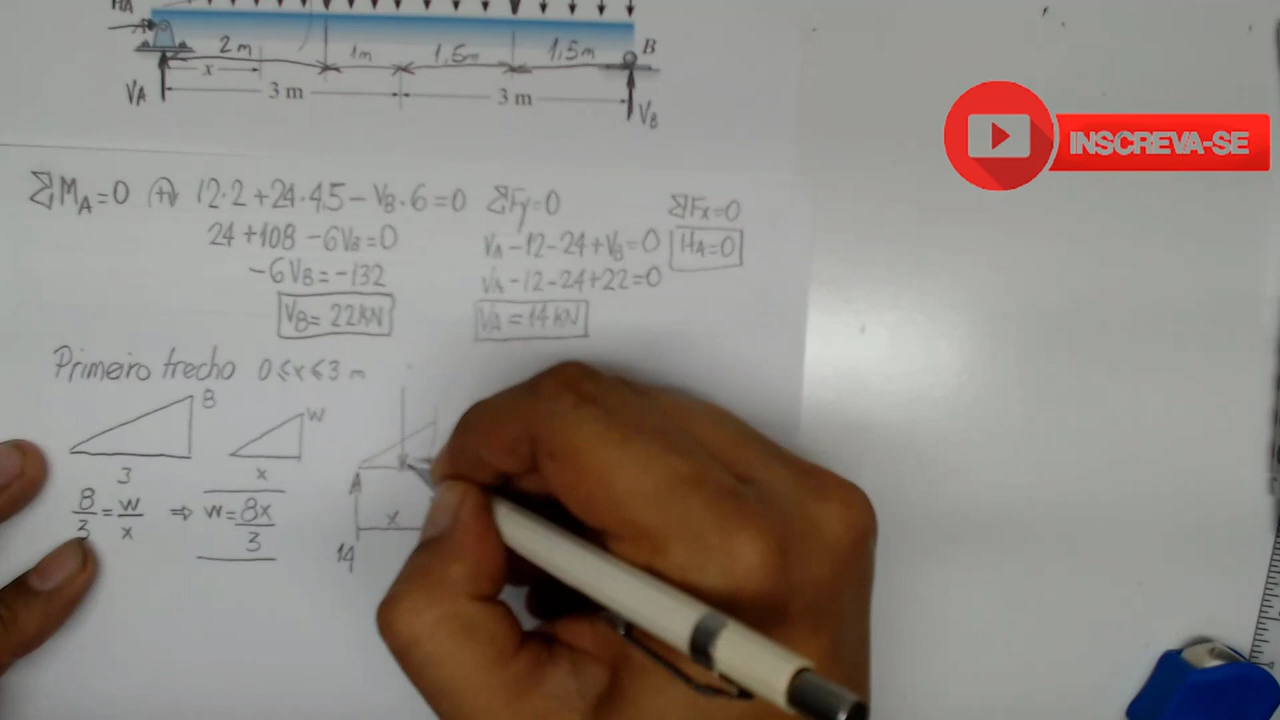 HA
2 m 1m 1,5m 1,5m B
x
VA 3 m 3 m VB
INSCREVA-SE
ΣMA=0 12·2+24·4,5-VB·6=0 ΣFy=0 ΣFx=0
24+108-6VB=0 VA-12-24+VB=0 HA=0
-6VB=-132 VA-12-24+22=0
VB=22KN VA=14KN
Primeiro trecho 0≤x≤3 m
8 W
3 x A
8/3=w/x ⇒ w=8x/3 x
14